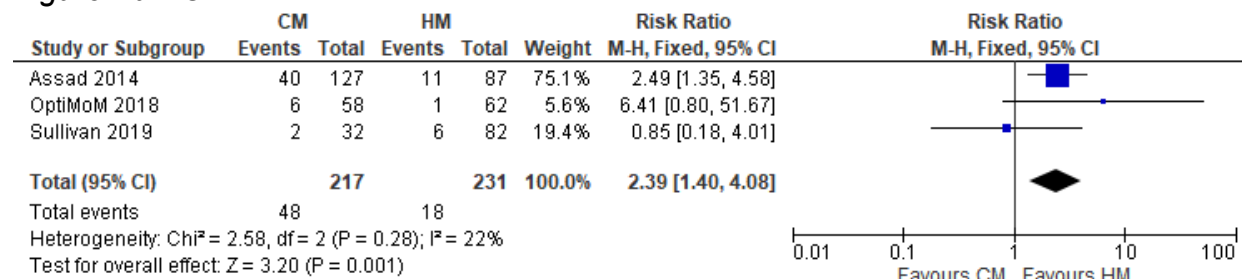 CM HM Risk Ratio Risk Ratio
Study or Subgroup Events Total Events Total Weight M-H, Fixed, 95% CI M-H, Fixed, 95% CI
Assad 2014 40 127 11 87 75.1% 2.49 [1.35, 4.58]
OptiMoM 2018 6 58 1 62 5.6% 6.41 [0.80, 51.67]
Sullivan 2019 2 32 6 82 19.4% 0.85 [0.18, 4.01]
Total (95% CI) 217 231 100.0% 2.39 [1.40, 4.08]
Total events 48 18
Heterogeneity: Chi² = 2.58, df = 2 (P = 0.28); I² = 22%
Test for overall effect: Z = 3.20 (P = 0.001)
0.01 0.1 1 10 100
Favours CM Favours HM